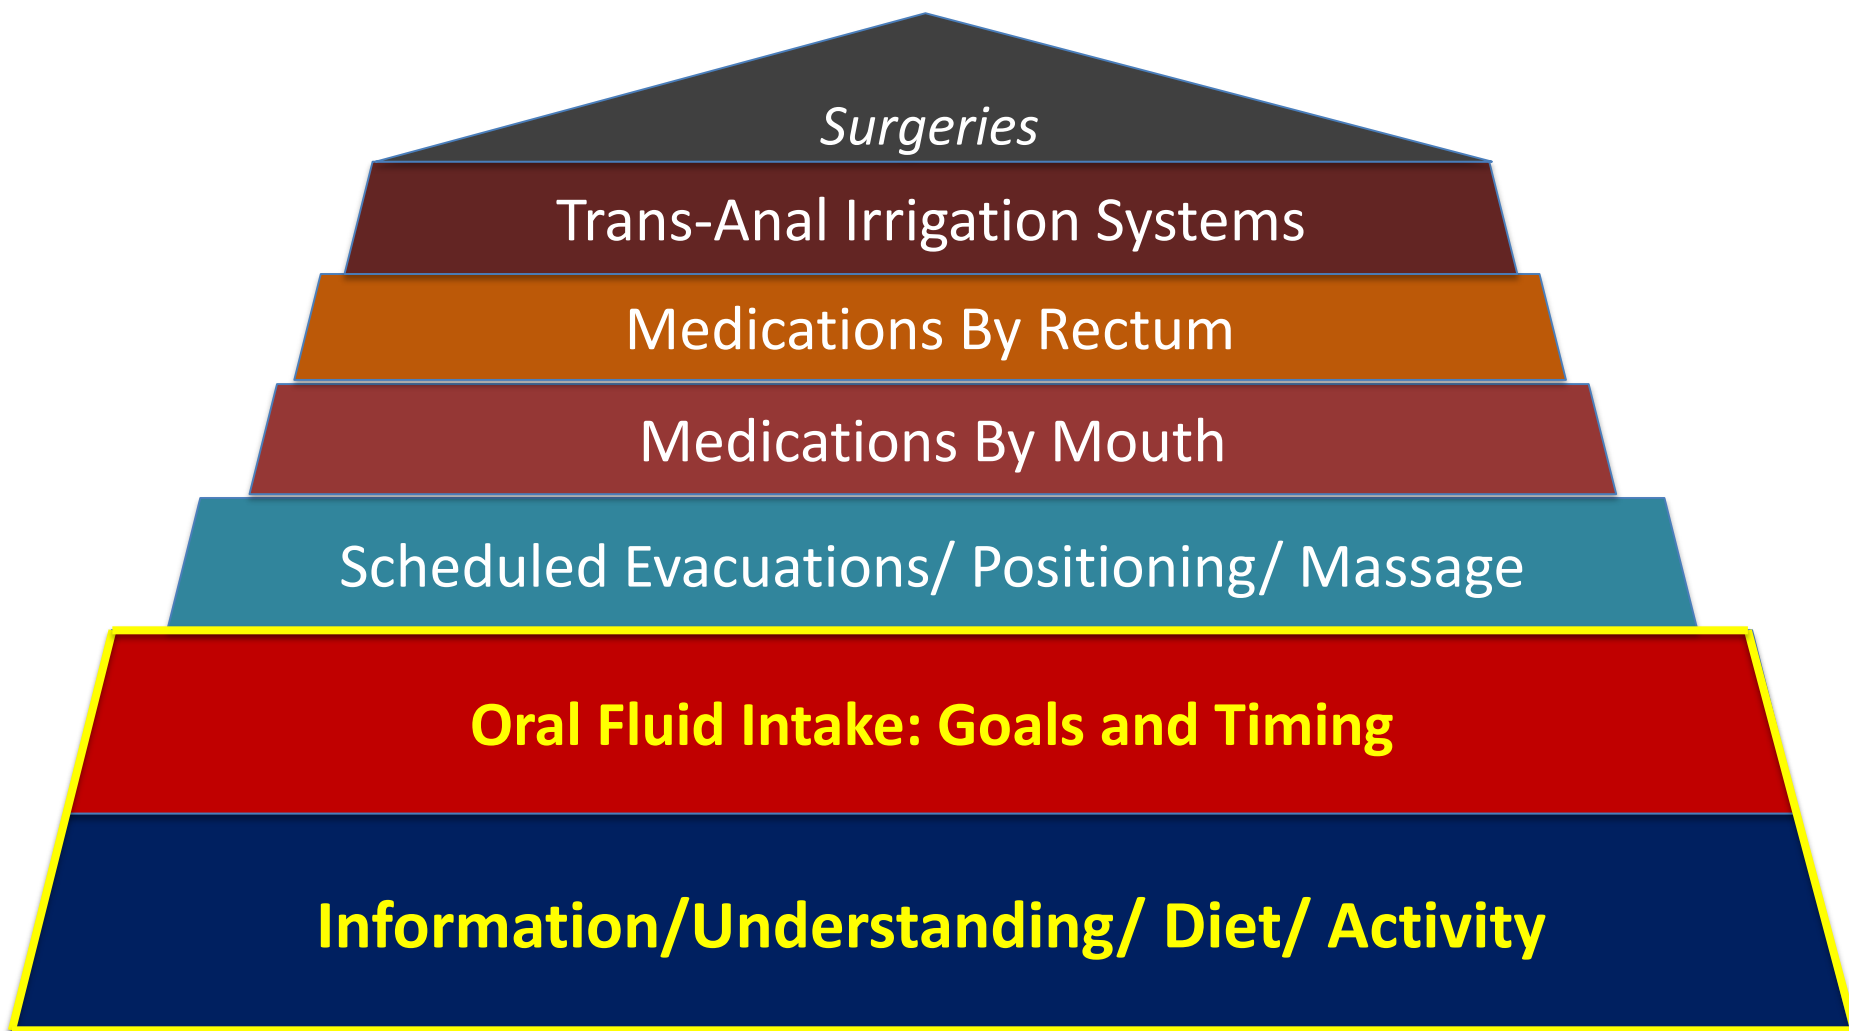 Surgeries
Trans-Anal Irrigation Systems
Medications By Rectum
Medications By Mouth
Scheduled Evacuations/ Positioning/ Massage
Oral Fluid Intake: Goals and Timing
Information/Understanding/ Diet/ Activity